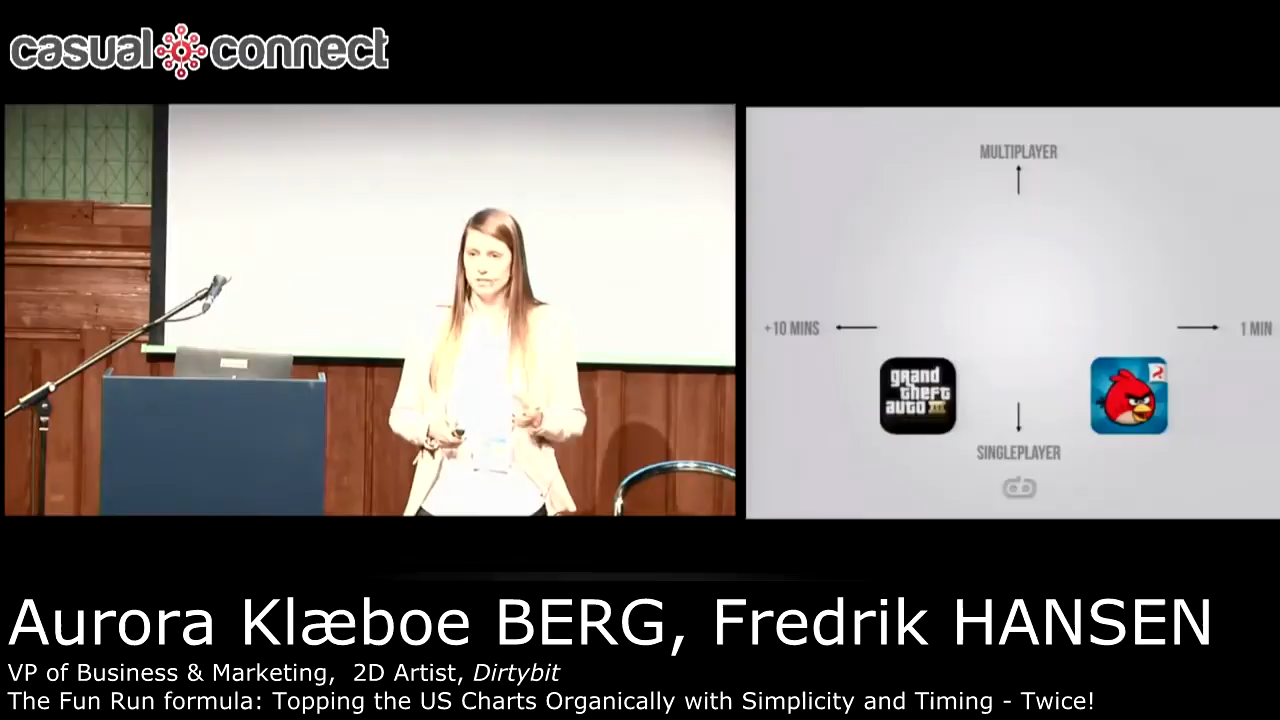 casual connect
MULTIPLAYER
+10 MINS
1 MIN
grand
theft
auto III
SINGLEPLAYER
Aurora Klæboe BERG, Fredrik HANSEN
VP of Business & Marketing, 2D Artist, Dirtybit
The Fun Run formula: Topping the US Charts Organically with Simplicity and Timing - Twice!